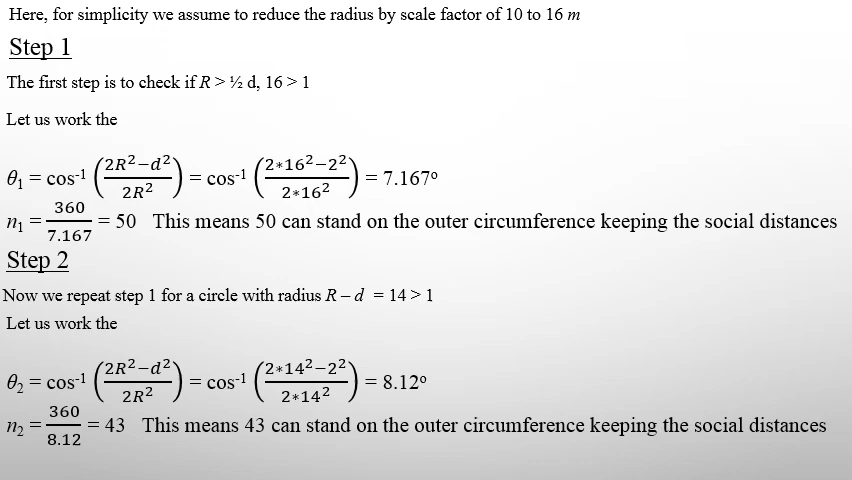 Here, for simplicity we assume to reduce the radius by scale factor of 10 to 16 m
Step 1
The first step is to check if R > ½ d, 16 > 1
Let us work the
θ₁ = cos⁻¹ ((2R²−d²)/(2R²)) = cos⁻¹ ((2∗16²−2²)/(2∗16²)) = 7.167º
n₁ = 360/7.167 = 50 This means 50 can stand on the outer circumference keeping the social distances
Step 2
Now we repeat step 1 for a circle with radius R – d = 14 > 1
Let us work the
θ₂ = cos⁻¹ ((2R²−d²)/(2R²)) = cos⁻¹ ((2∗14²−2²)/(2∗14²)) = 8.12º
n₂ = 360/8.12 = 43 This means 43 can stand on the outer circumference keeping the social distances